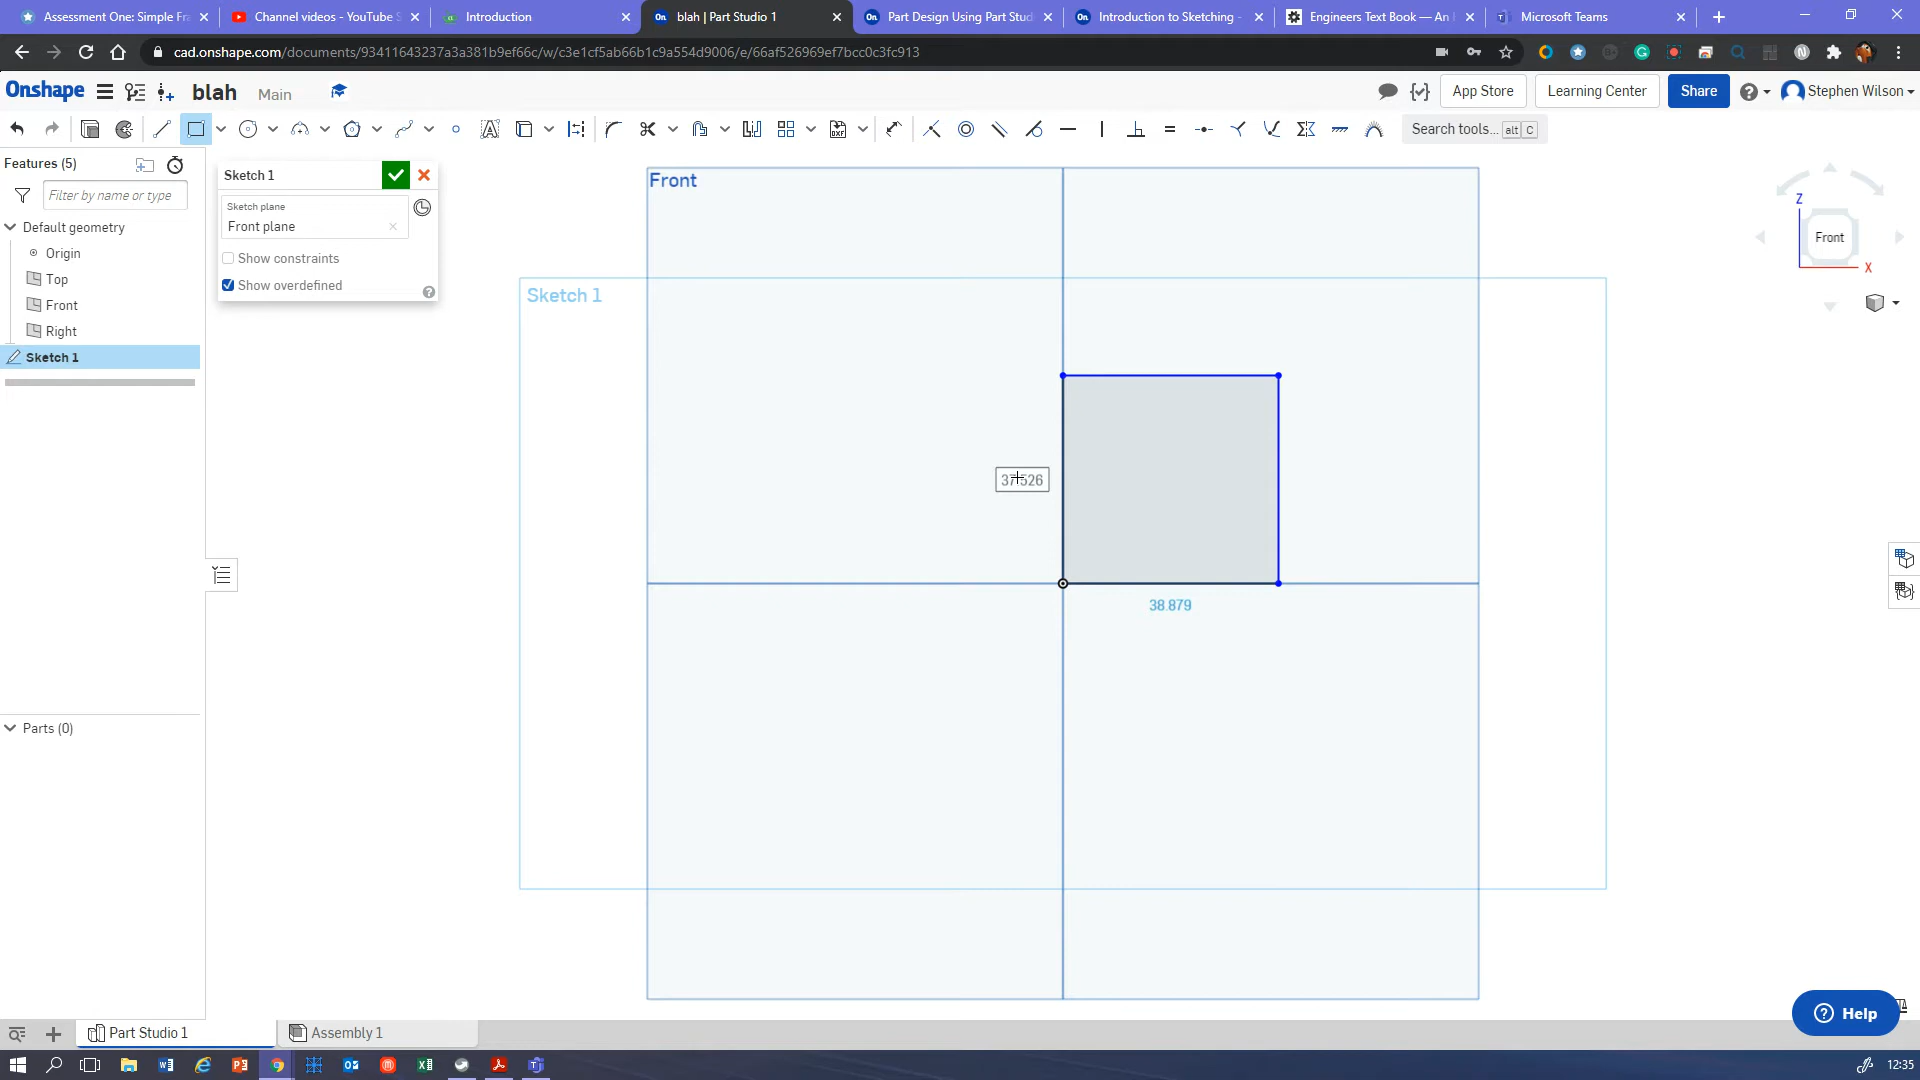 Assessment One: Simple Fra
Channel videos - YouTube S
Introduction
blah | Part Studio 1
Part Design Using Part Stud
Introduction to Sketching -
Engineers Text Book — An I
Microsoft Teams
cad.onshape.com/documents/93411643237a3a381b9ef66c/w/c3e1cf5ab66b1c9a554d9006/e/66af526969ef7bcc0c3fc913
Onshape
blah
Main
App Store
Learning Center
Share
Stephen Wilson
Search tools... alt C
Features (5)
Filter by name or type
Default geometry
Origin
Top
Front
Right
Sketch 1
Parts (0)
Sketch 1
Sketch plane
Front plane
Show constraints
Show overdefined
Front
Sketch 1
37.526
38.879
Z
Front
X
Help
Part Studio 1
Assembly 1
12:35